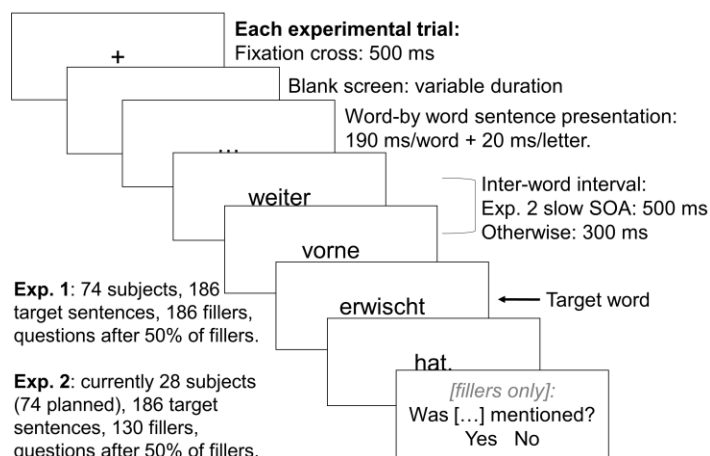 Each experimental trial:
Fixation cross: 500 ms
+
Blank screen: variable duration
Word-by word sentence presentation:
190 ms/word + 20 ms/letter.
...
weiter
Inter-word interval:
Exp. 2 slow SOA: 500 ms
Otherwise: 300 ms
vorne
erwischt
Target word
hat.
[fillers only]:
Was [...] mentioned?
Yes No
Exp. 1: 74 subjects, 186
target sentences, 186 fillers,
questions after 50% of fillers.
Exp. 2: currently 28 subjects
(74 planned), 186 target
sentences, 130 fillers,
questions after 50% of fillers.